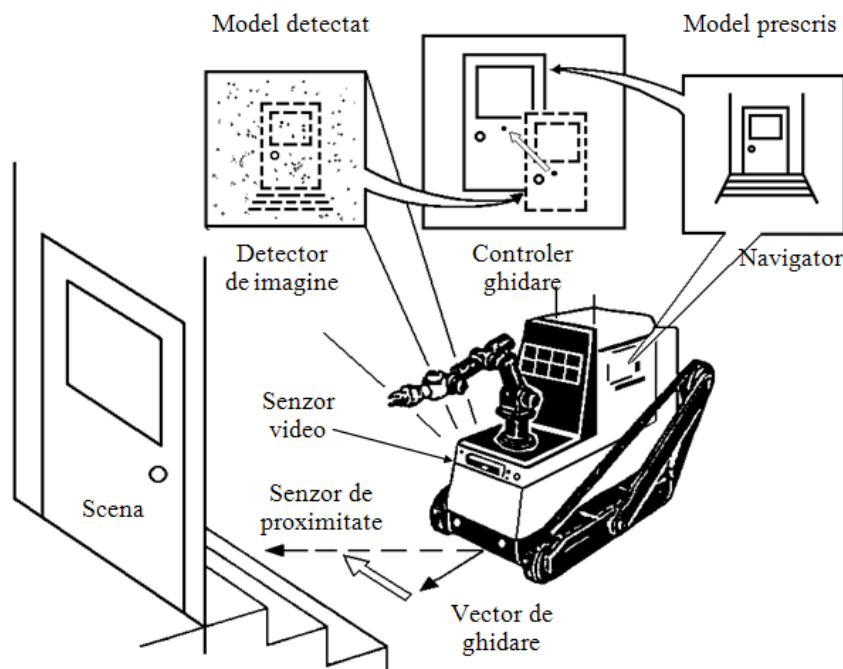 Model detectat
Model prescris
Detector
de imagine
Controler
ghidare
Navigator
Senzor
video
Scena
Senzor de
proximitate
Vector de
ghidare